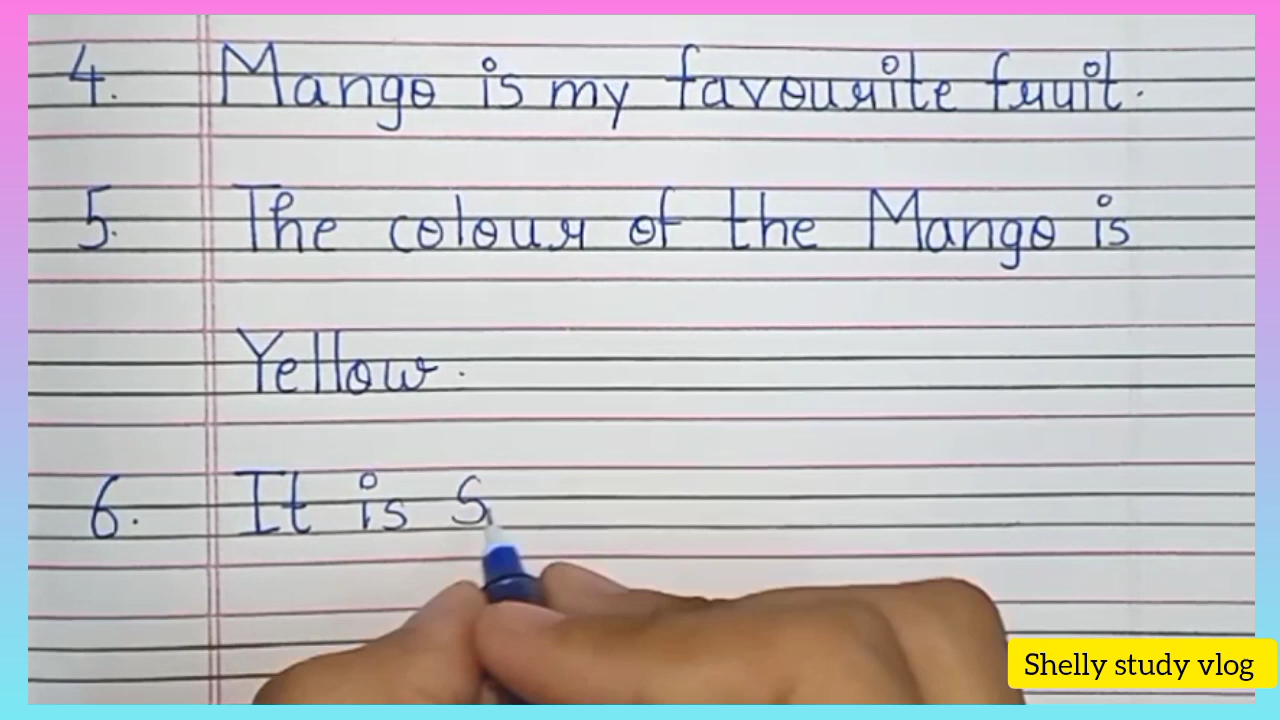 4. Mango is my favourite fruit.
5. The colour of the Mango is
Yellow.
6. It is S
Shelly study vlog